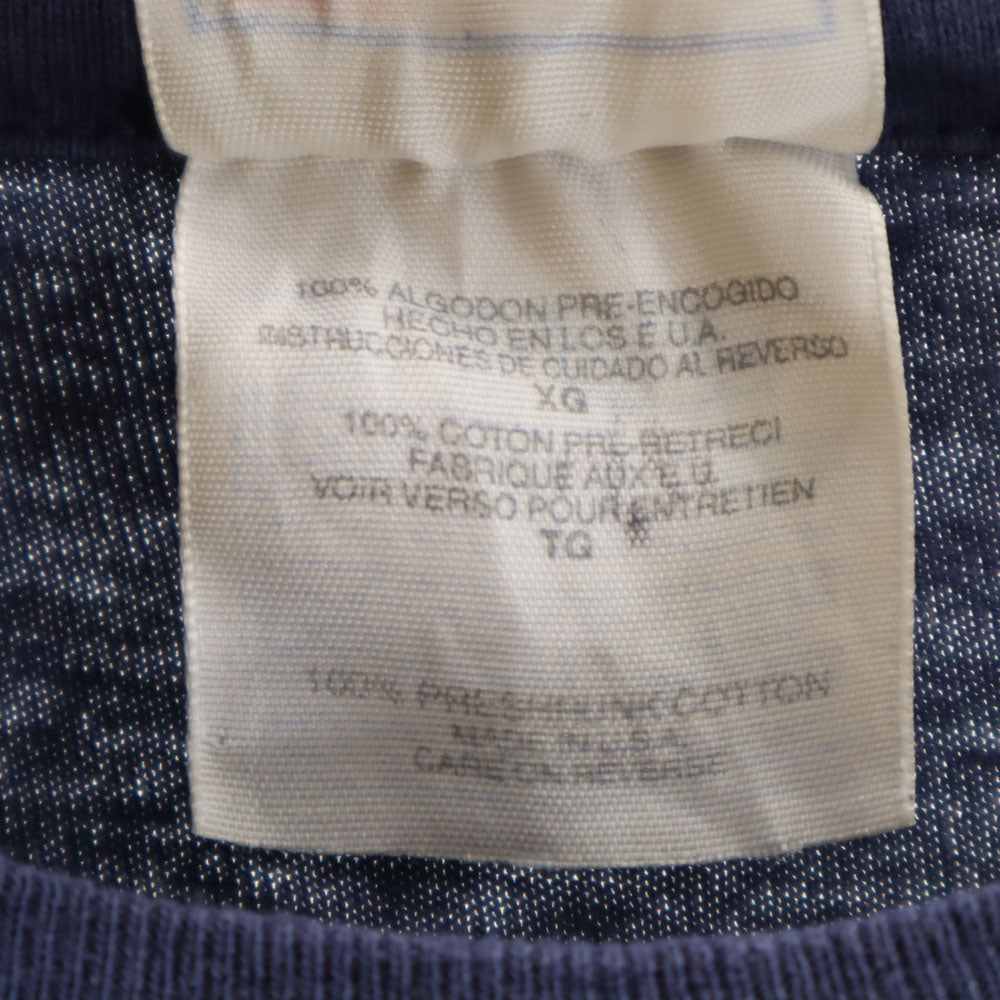 100% ALGODON PRE-ENCOGIDO
HECHO EN LOS E.U.A.
INSTRUCCIONES DE CUIDADO AL REVERSO
XG
100% COTON PRE-RETRECI
FABRIQUE AUX E.U.
VOIR VERSO POUR ENTRETIEN
TG
100% PRESHRUNK COTTON
MADE IN U.S.A.
CARE ON REVERSE